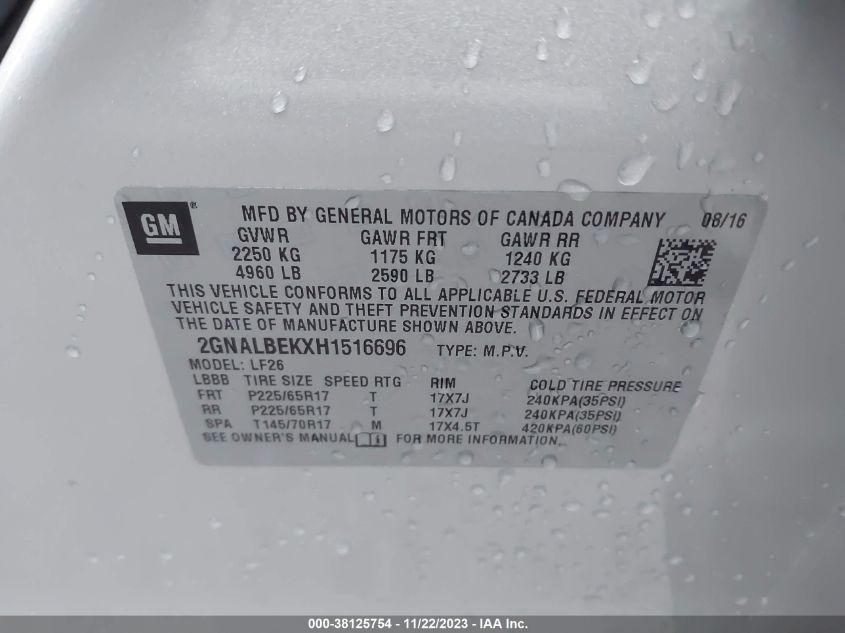 GM ® MFD BY GENERAL MOTORS OF CANADA COMPANY 08/16
GVWR GAWR FRT GAWR RR
2250 KG 1175 KG 1240 KG
4960 LB 2590 LB 2733 LB
THIS VEHICLE CONFORMS TO ALL APPLICABLE U.S. FEDERAL MOTOR
VEHICLE SAFETY AND THEFT PREVENTION STANDARDS IN EFFECT ON
THE DATE OF MANUFACTURE SHOWN ABOVE.
2GNALBEKXH1516696 TYPE: M.P.V.
MODEL: LF26
LBBB TIRE SIZE SPEED RTG RIM COLD TIRE PRESSURE
FRT P225/65R17 T 17X7J 240KPA(35PSI)
RR P225/65R17 T 17X7J 240KPA(35PSI)
SPA T145/70R17 M 17X4.5T 420KPA(60PSI)
SEE OWNER'S MANUAL FOR MORE INFORMATION.
000-38125754 - 11/22/2023 - IAA Inc.